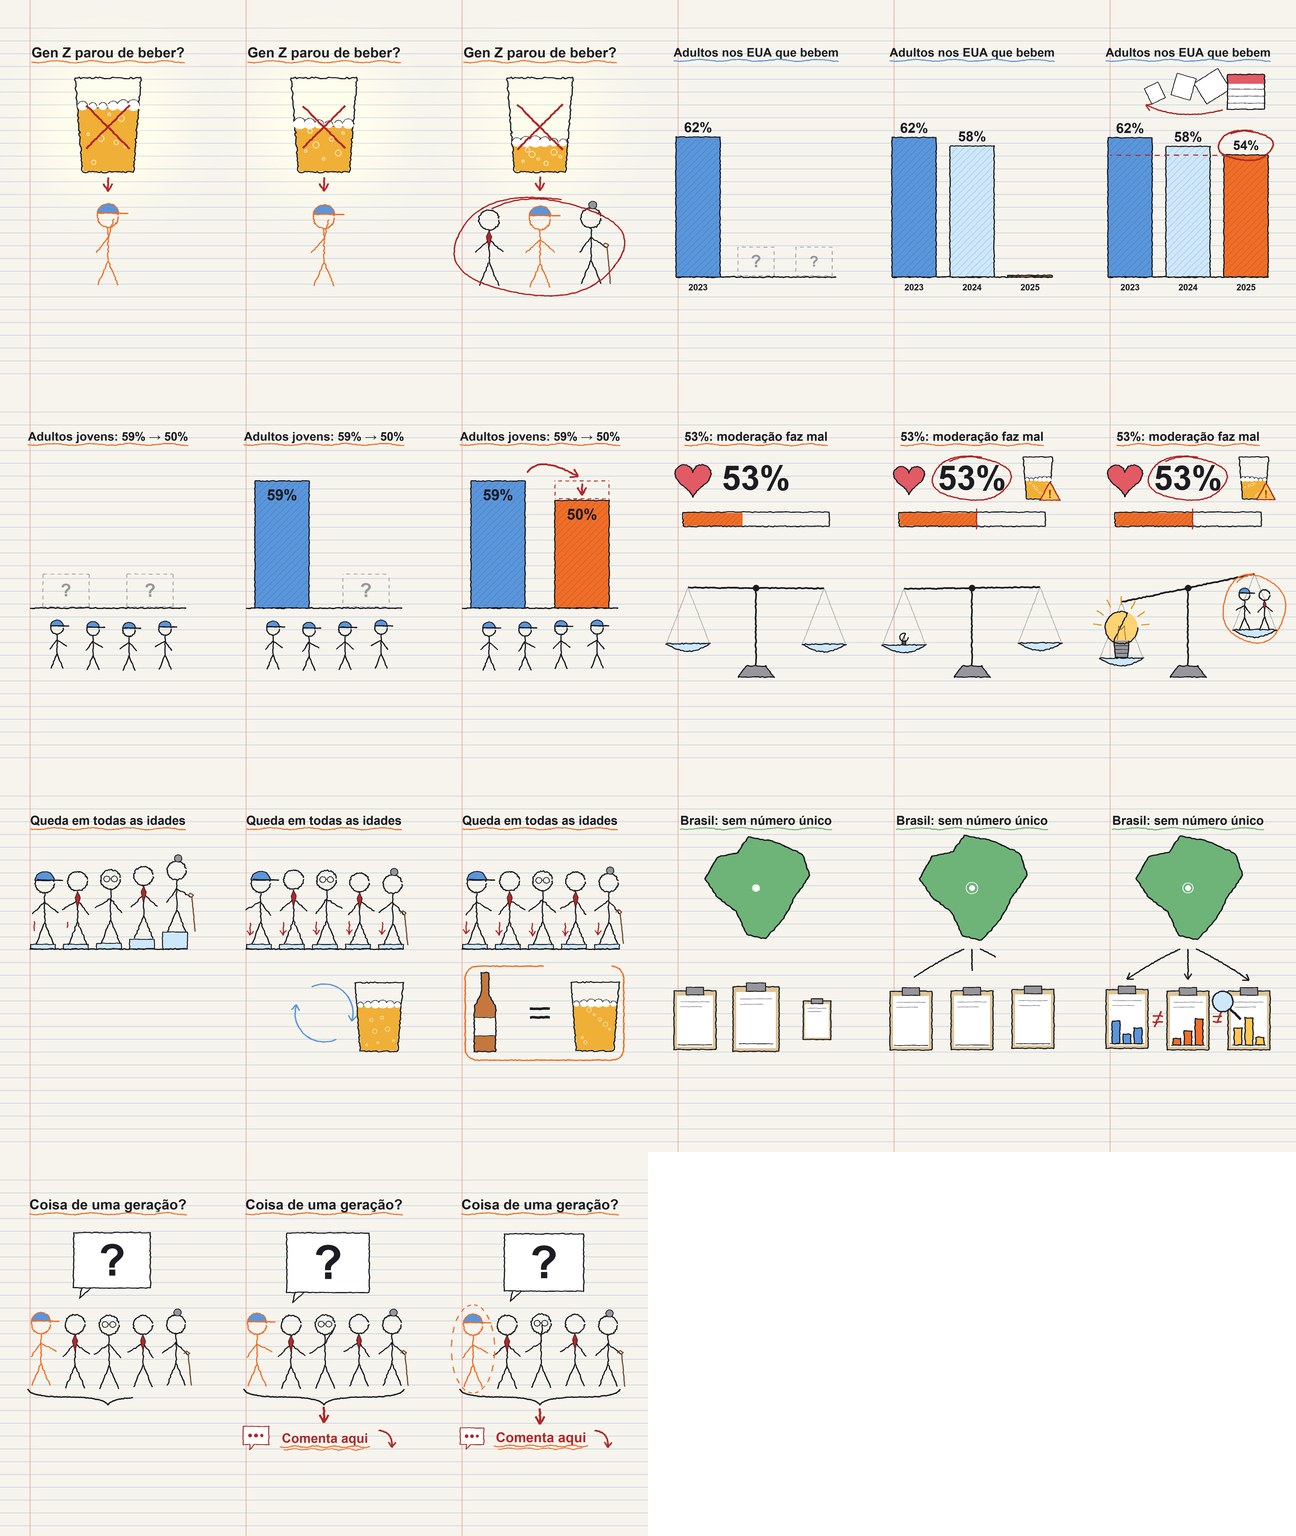 Gen Z parou de beber?
Gen Z parou de beber?
Gen Z parou de beber?
Adultos nos EUA que bebem
62%
?
?
2023
Adultos nos EUA que bebem
62%
58%
2023
2024
2025
Adultos nos EUA que bebem
62%
58%
54%
2023
2024
2025
Adultos jovens: 59% → 50%
?
?
Adultos jovens: 59% → 50%
59%
?
Adultos jovens: 59% → 50%
59%
50%
53%: moderação faz mal
53%
53%: moderação faz mal
53%
!
53%: moderação faz mal
53%
!
Queda em todas as idades
Queda em todas as idades
Queda em todas as idades
=
Brasil: sem número único
Brasil: sem número único
Brasil: sem número único
≠
≠
Coisa de uma geração?
?
Coisa de uma geração?
?
Comenta aqui
Coisa de uma geração?
?
Comenta aqui